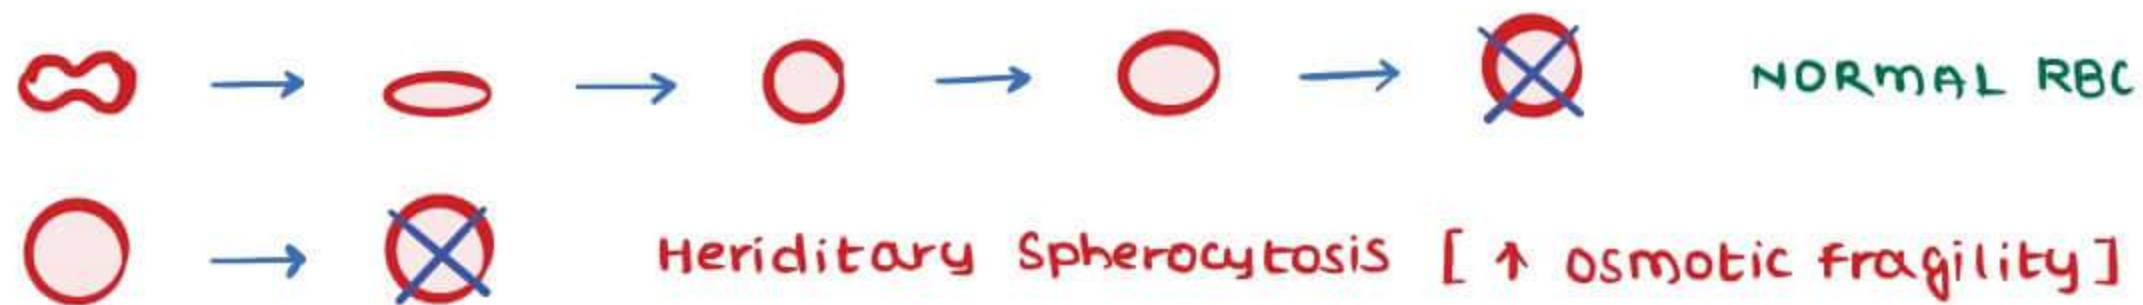 NORMAL RBC
Heriditary Spherocytosis [ ↑ osmotic fragility ]